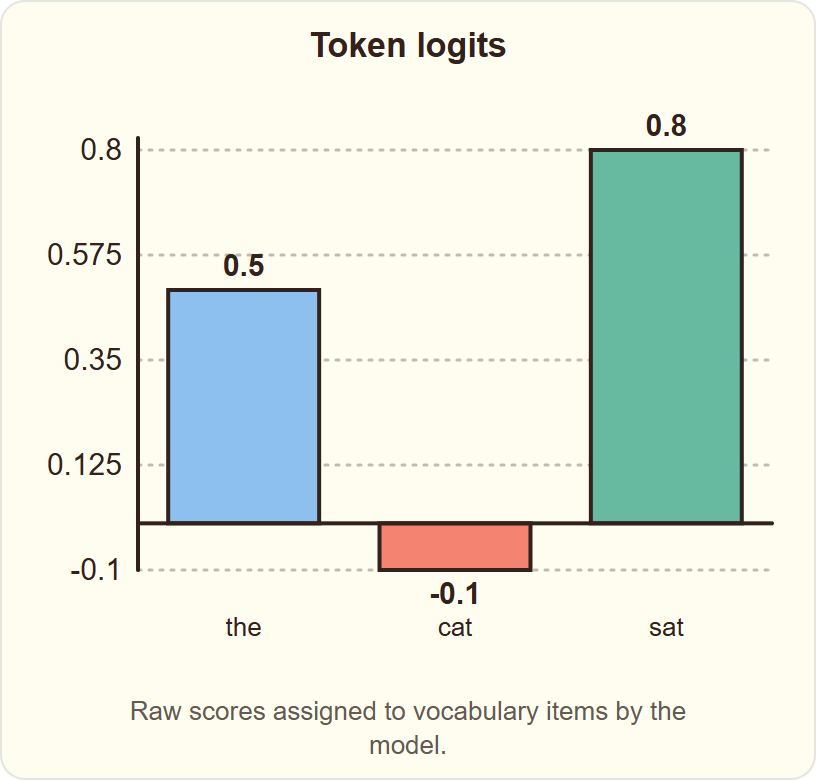 Token logits
0.8
0.8
0.575
0.5
0.35
0.125
-0.1
-0.1
the cat sat
Raw scores assigned to vocabulary items by the
model.